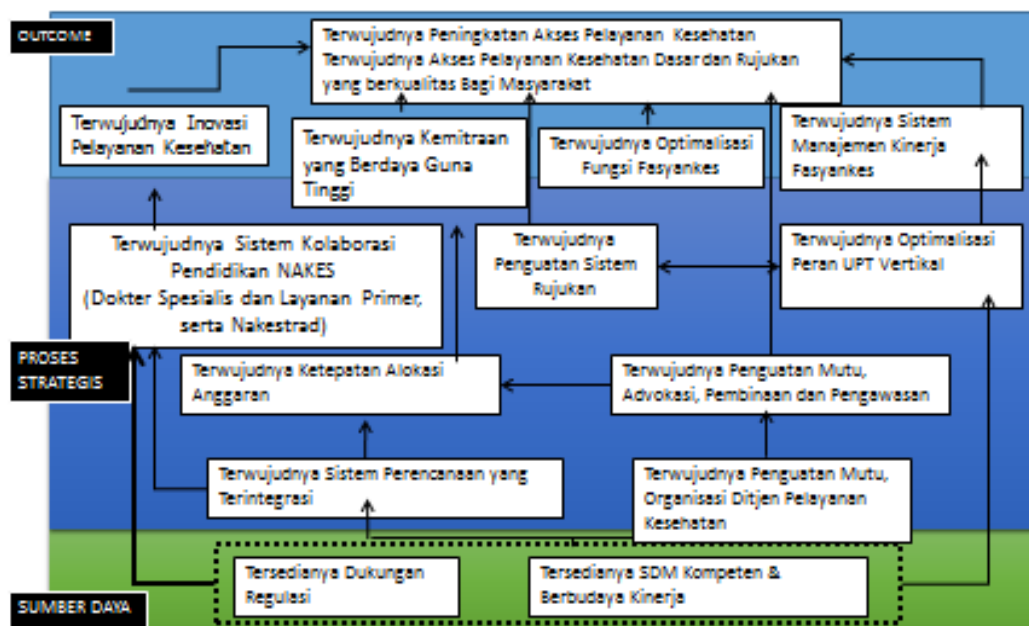 OUTCOME
Terwujudnya Peningkatan Akses Pelayanan Kesehatan
Terwujudnya Akses Pelayanan Kesehatan Dasar dan Rujukan
yang berkualitas Bagi Masyarakat
Terwujudnya Inovasi
Pelayanan Kesehatan
Terwujudnya Kemitraan
yang Berdaya Guna
Tinggi
Terwujudnya Optimalisasi
Fungsi Fasyankes
Terwujudnya Sistem
Manajemen Kinerja
Fasyankes
Terwujudnya Sistem Kolaborasi
Pendidikan NAKES
(Dokter Spesialis dan Layanan Primer,
serta Nakestrad)
Terwujudnya
Penguatan Sistem
Rujukan
Terwujudnya Optimalisasi
Peran UPT Vertikal
PROSES
STRATEGIS
Terwujudnya Ketepatan Alokasi
Anggaran
Terwujudnya Penguatan Mutu,
Advokasi, Pembinaan dan Pengawasan
Terwujudnya Sistem Perencanaan yang
Terintegrasi
Terwujudnya Penguatan Mutu,
Organisasi Ditjen Pelayanan
Kesehatan
Tersedianya Dukungan
Regulasi
Tersedianya SDM Kompeten &
Berbudaya Kinerja
SUMBER DAYA